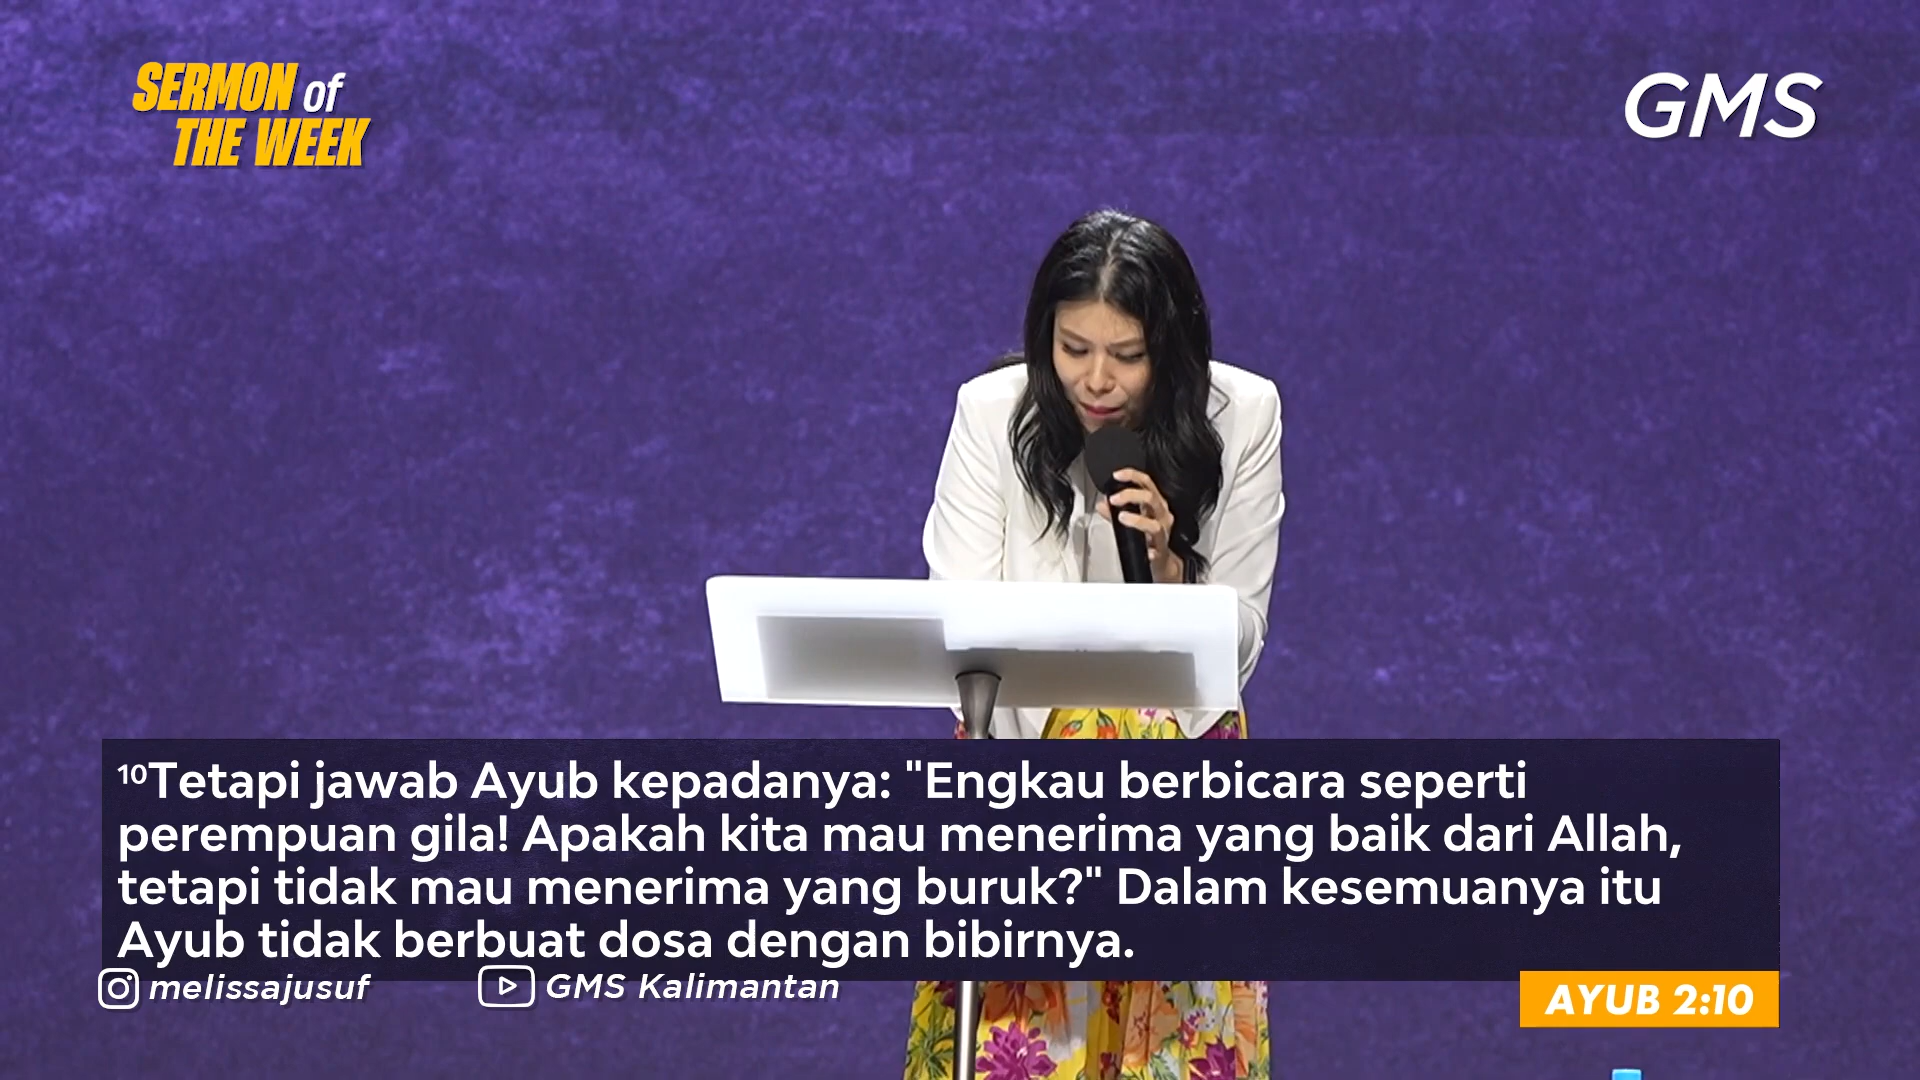 SERMON of
THE WEEK
GMS
¹⁰Tetapi jawab Ayub kepadanya: "Engkau berbicara seperti
perempuan gila! Apakah kita mau menerima yang baik dari Allah,
tetapi tidak mau menerima yang buruk?" Dalam kesemuanya itu
Ayub tidak berbuat dosa dengan bibirnya.
melissajusuf
GMS Kalimantan
AYUB 2:10